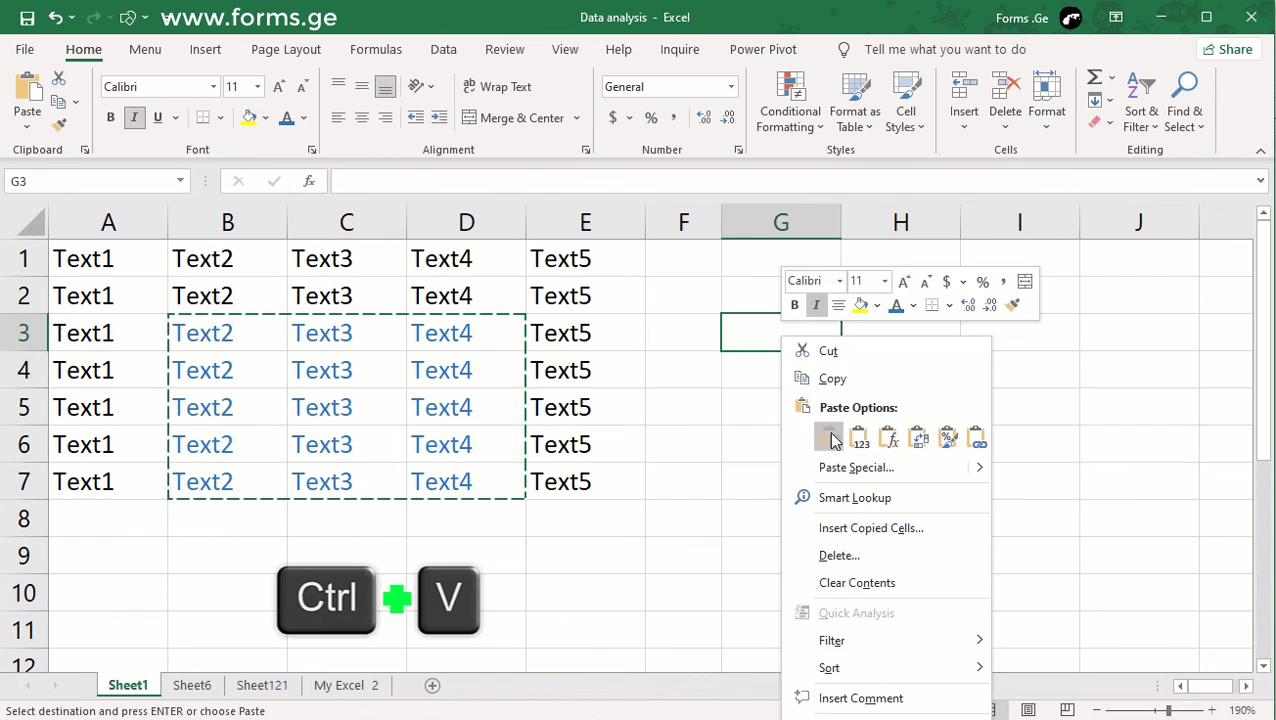 www.forms.ge
Data analysis - Excel
Forms .Ge
File Home Menu Insert Page Layout Formulas Data Review View Help Inquire Power Pivot Tell me what you want to do Share
Paste
Clipboard
Calibri 11
B I U
Font
Wrap Text
Merge & Center
Alignment
General
$ % ,
Number
Conditional Formatting
Format as Table
Cell Styles
Styles
Insert Delete Format
Cells
Sort & Filter
Find & Select
Editing
G3
fx
A B C D E F G H I J
1 Text1 Text2 Text3 Text4 Text5
2 Text1 Text2 Text3 Text4 Text5
3 Text1 Text2 Text3 Text4 Text5
4 Text1 Text2 Text3 Text4 Text5
5 Text1 Text2 Text3 Text4 Text5
6 Text1 Text2 Text3 Text4 Text5
7 Text1 Text2 Text3 Text4 Text5
8
9
10
11
12
Calibri 11 A A $ % ,
B I A
Cut
Copy
Paste Options:
123 fx %
Paste Special...
Smart Lookup
Insert Copied Cells...
Delete...
Clear Contents
Quick Analysis
Filter
Sort
Insert Comment
Ctrl V
Sheet1 Sheet6 Sheet121 My Excel 2
Select destination and press ENTER or choose Paste
190%